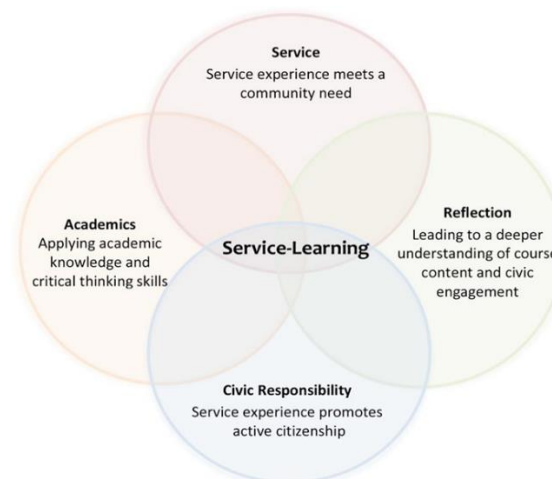 Service
Service experience meets a
community need
Academics
Applying academic
knowledge and
critical thinking skills
Service-Learning
Reflection
Leading to a deeper
understanding of course
content and civic
engagement
Civic Responsibility
Service experience promotes
active citizenship